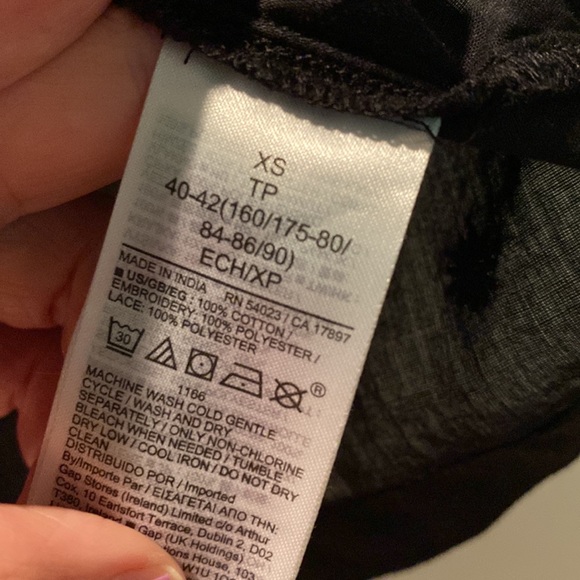 XS
TP
40-42(160/175-80/
84-86/90)
ECH/XP
MADE IN INDIA RN 54023 / CA 17897
■ US/GB/EG : 100% COTTON /
EMBROIDERY: 100% POLYESTER /
LACE: 100% POLYESTER
30 ®
1166
MACHINE WASH COLD GENTLE
CYCLE / WASH AND DRY
SEPARATELY / ONLY NON-CHLORINE
BLEACH WHEN NEEDED / TUMBLE
DRY LOW / COOL IRON / DO NOT DRY
CLEAN
DISTRIBUIDO POR / Imported
By/Importe Par / ΕΙΣΑΓΕΤΑΙ ΑΠΟ ΤΗΝ:
Gap Stores (Ireland) Limited c/o Arthur
Cox, 10 Earlsfort Terrace, Dublin 2, D02
T380, Ireland ■ Gap (UK Holdings)
House, 103
W1U